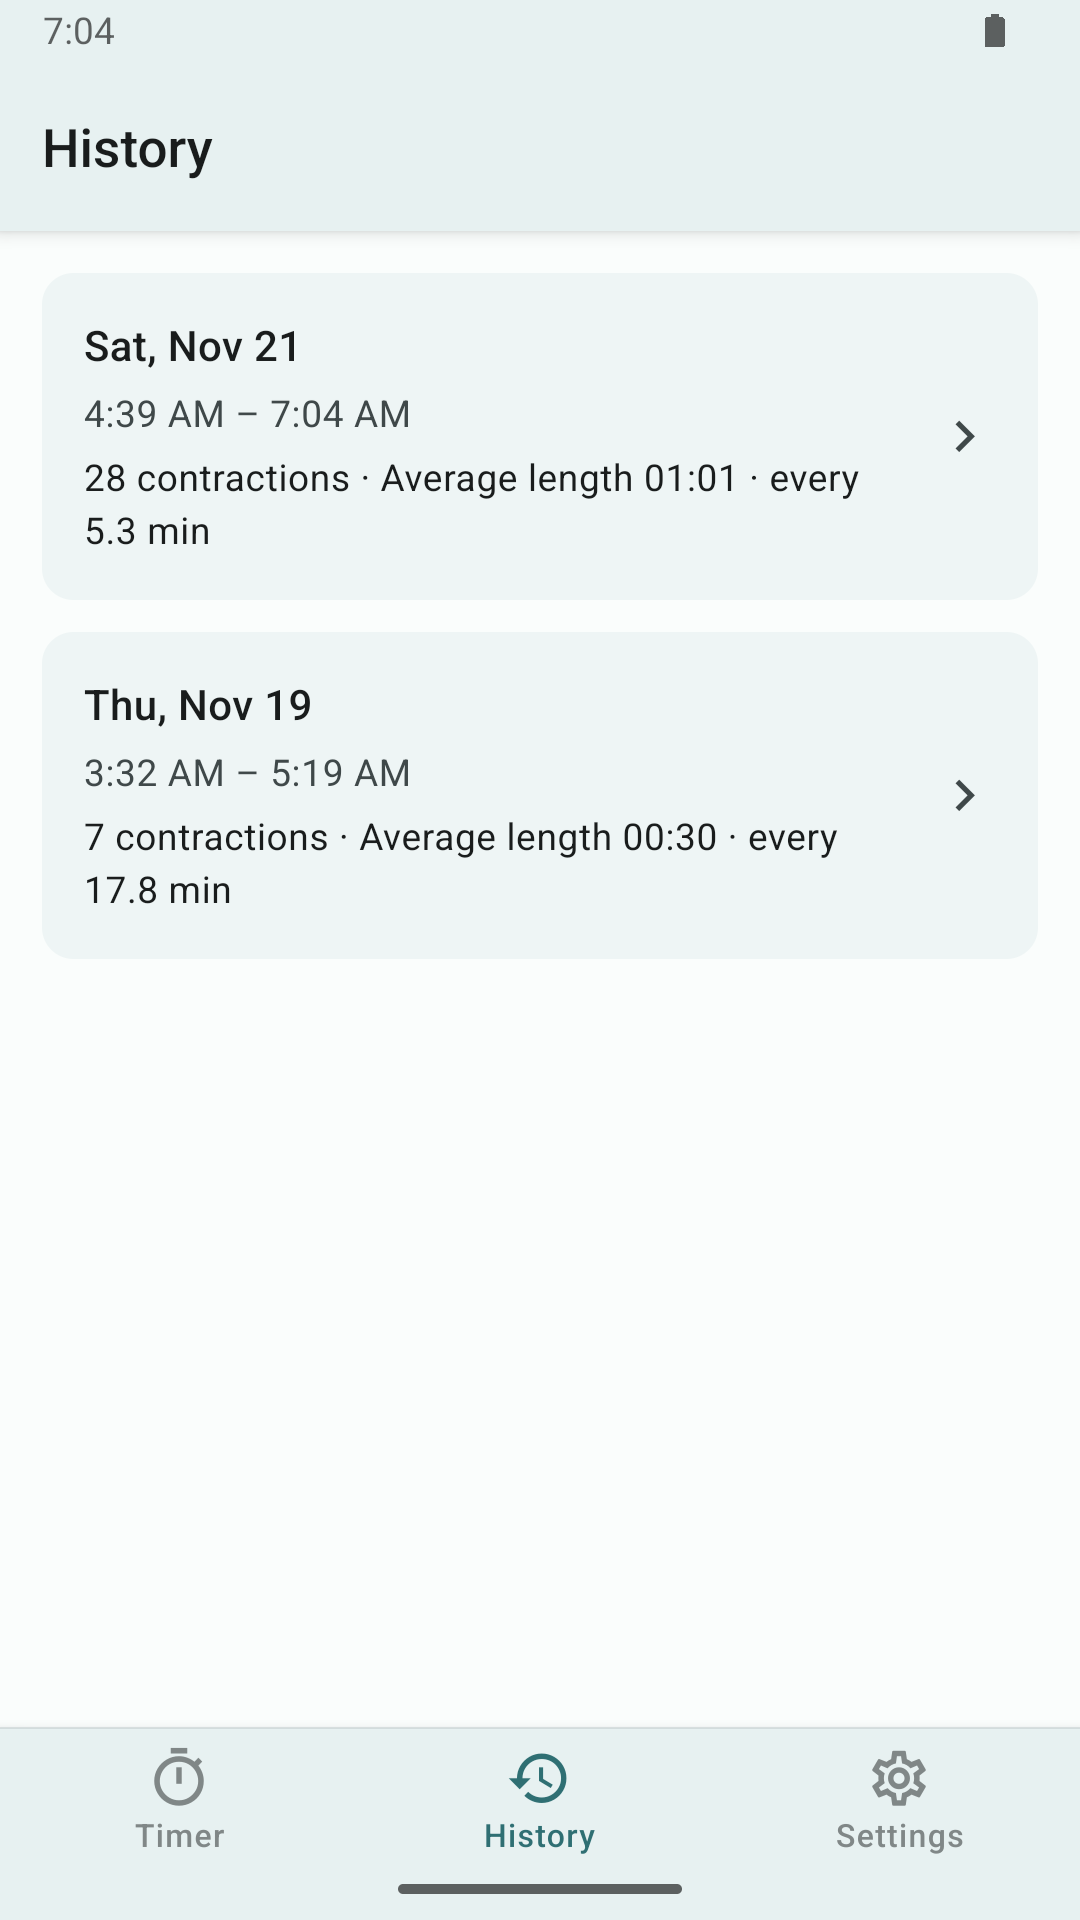 7:04
History
Sat, Nov 21
4:39 AM – 7:04 AM
28 contractions · Average length 01:01 · every
5.3 min
Thu, Nov 19
3:32 AM – 5:19 AM
7 contractions · Average length 00:30 · every
17.8 min
Timer
History
Settings